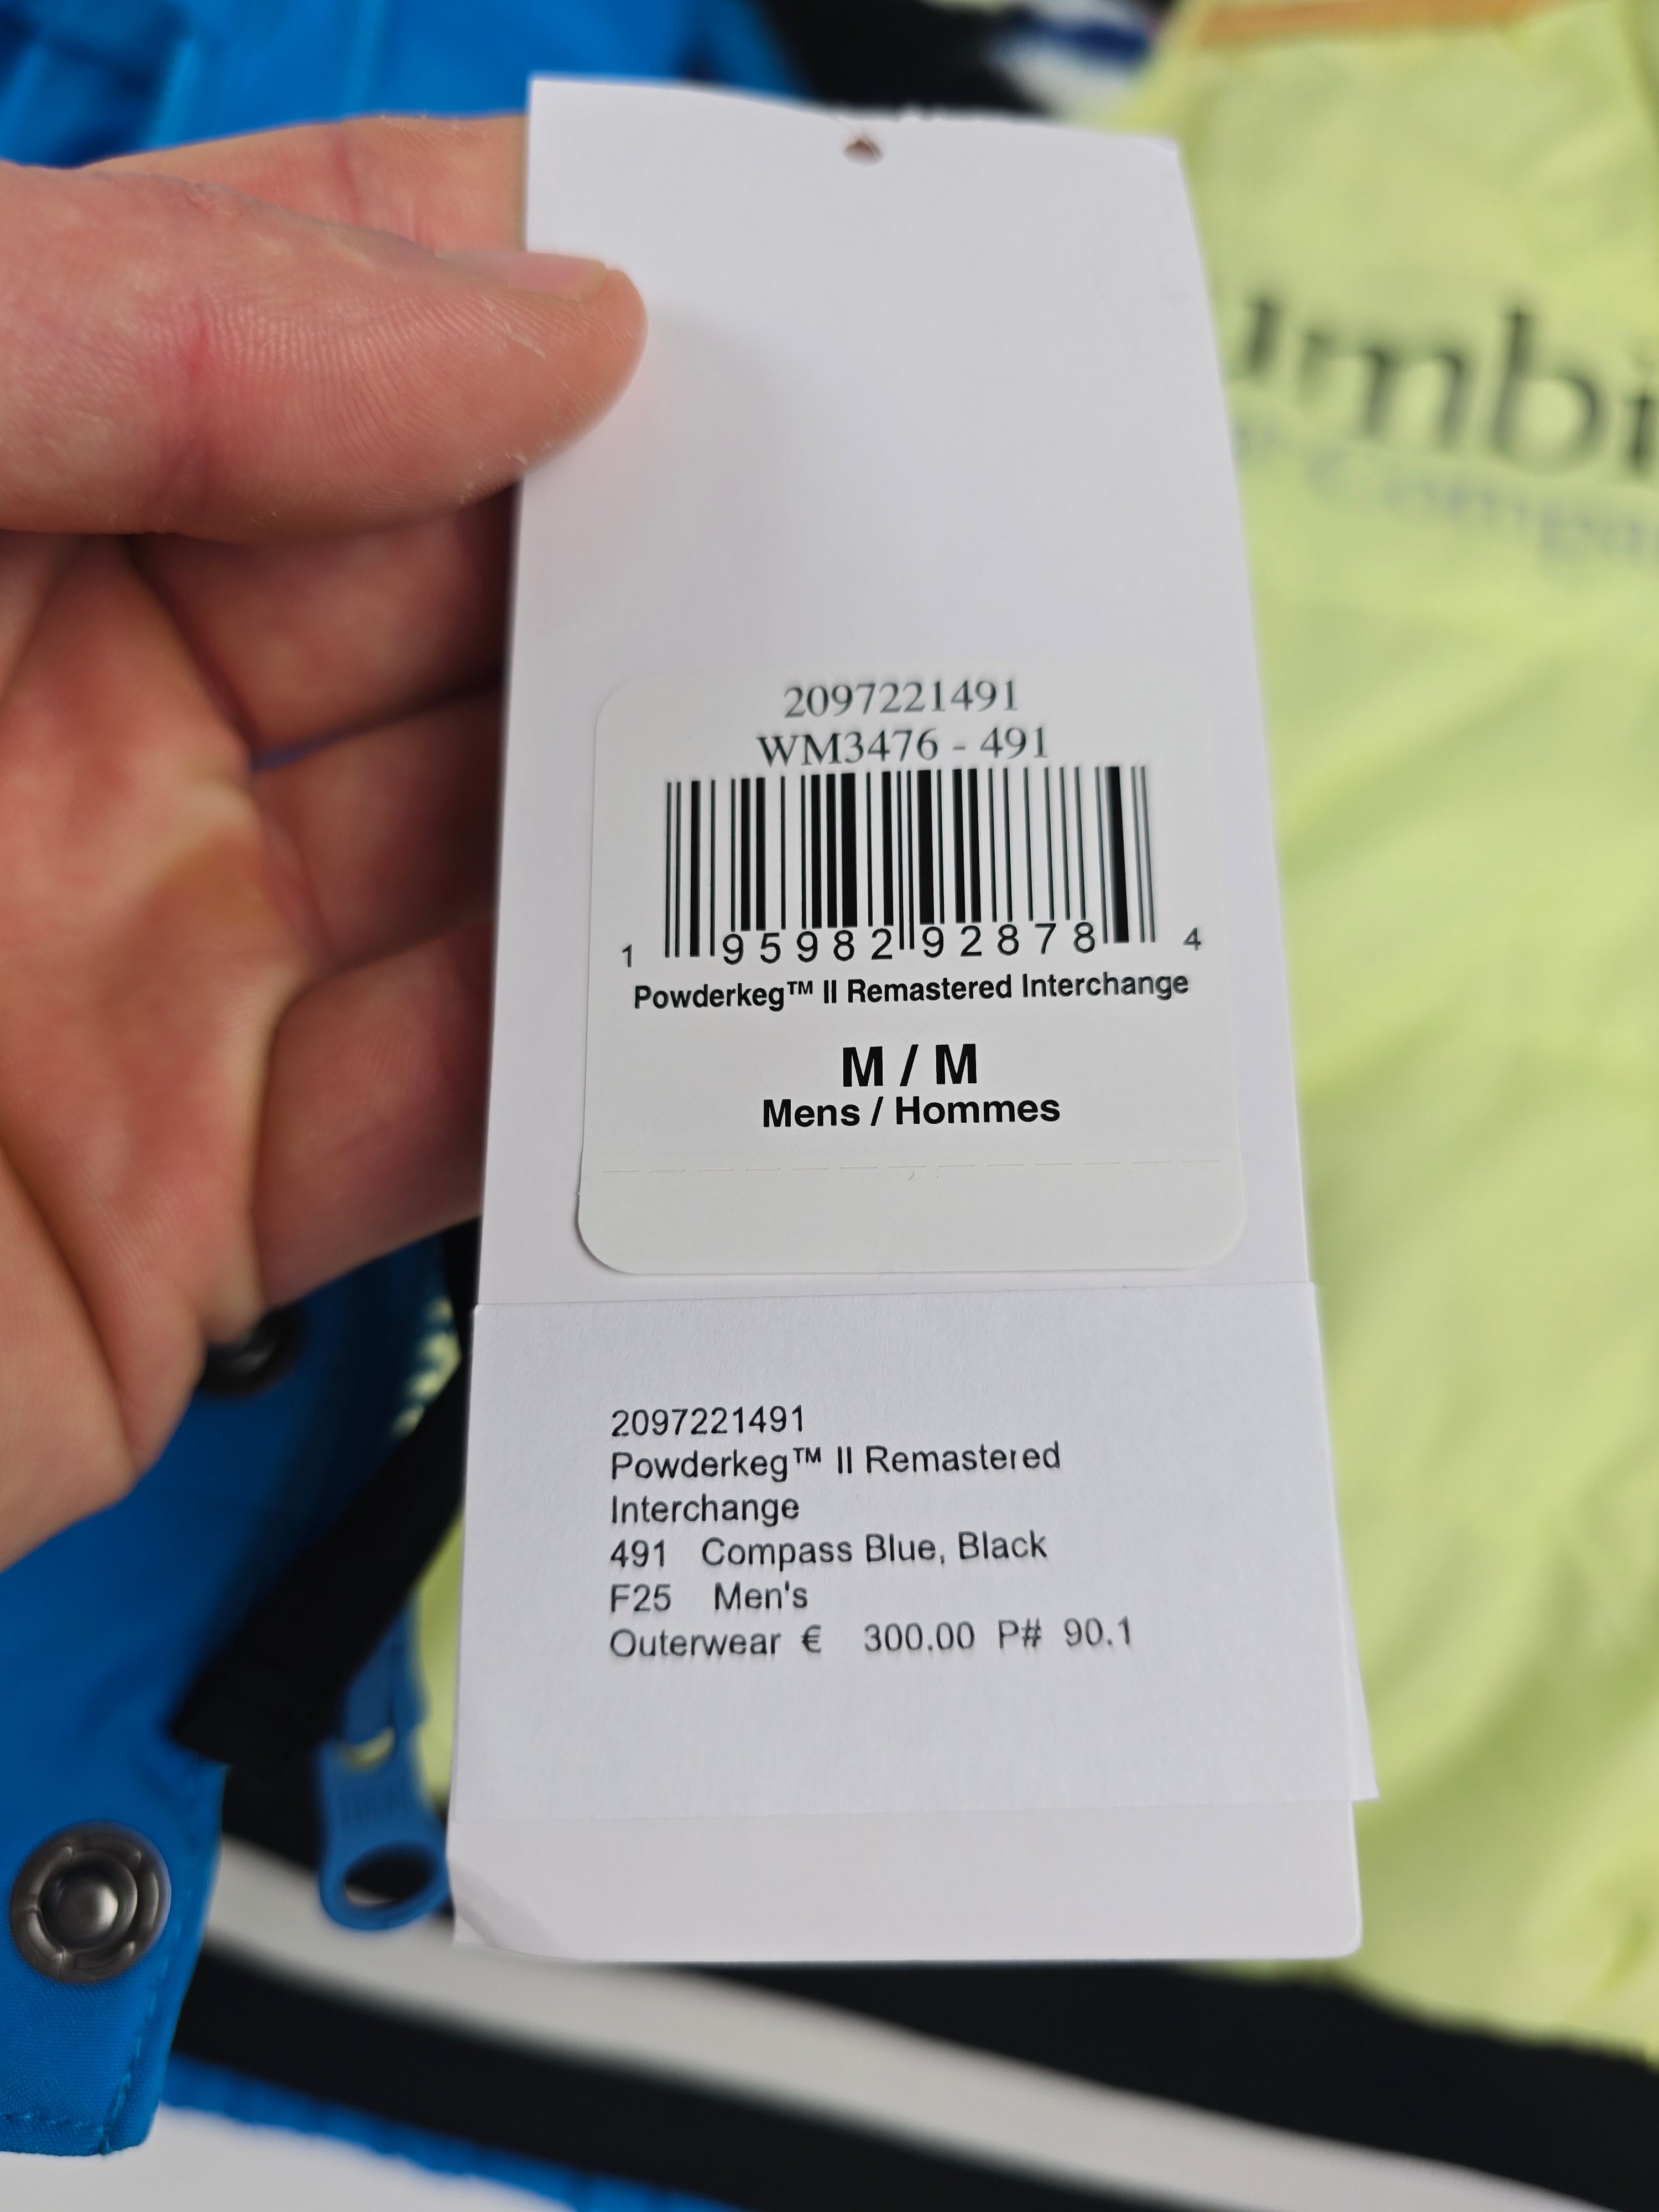 2097221491
WM3476 - 491
1 95982 92878 4
Powderkeg™ II Remastered Interchange
M / M
Mens / Hommes
2097221491
Powderkeg™ II Remastered
Interchange
491 Compass Blue, Black
F25 Men's
Outerwear € 300.00 P# 90.1